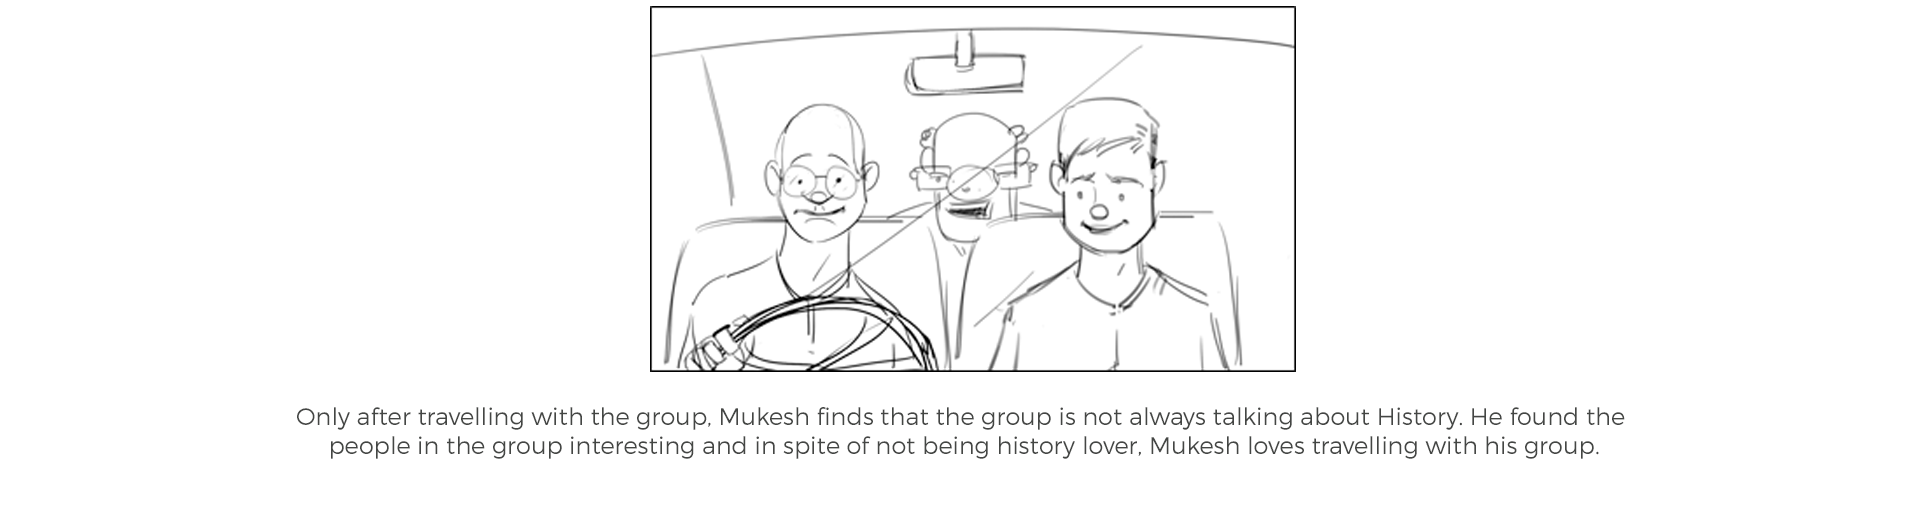 Only after travelling with the group, Mukesh finds that the group is not always talking about History. He found the
people in the group interesting and in spite of not being history lover, Mukesh loves travelling with his group.